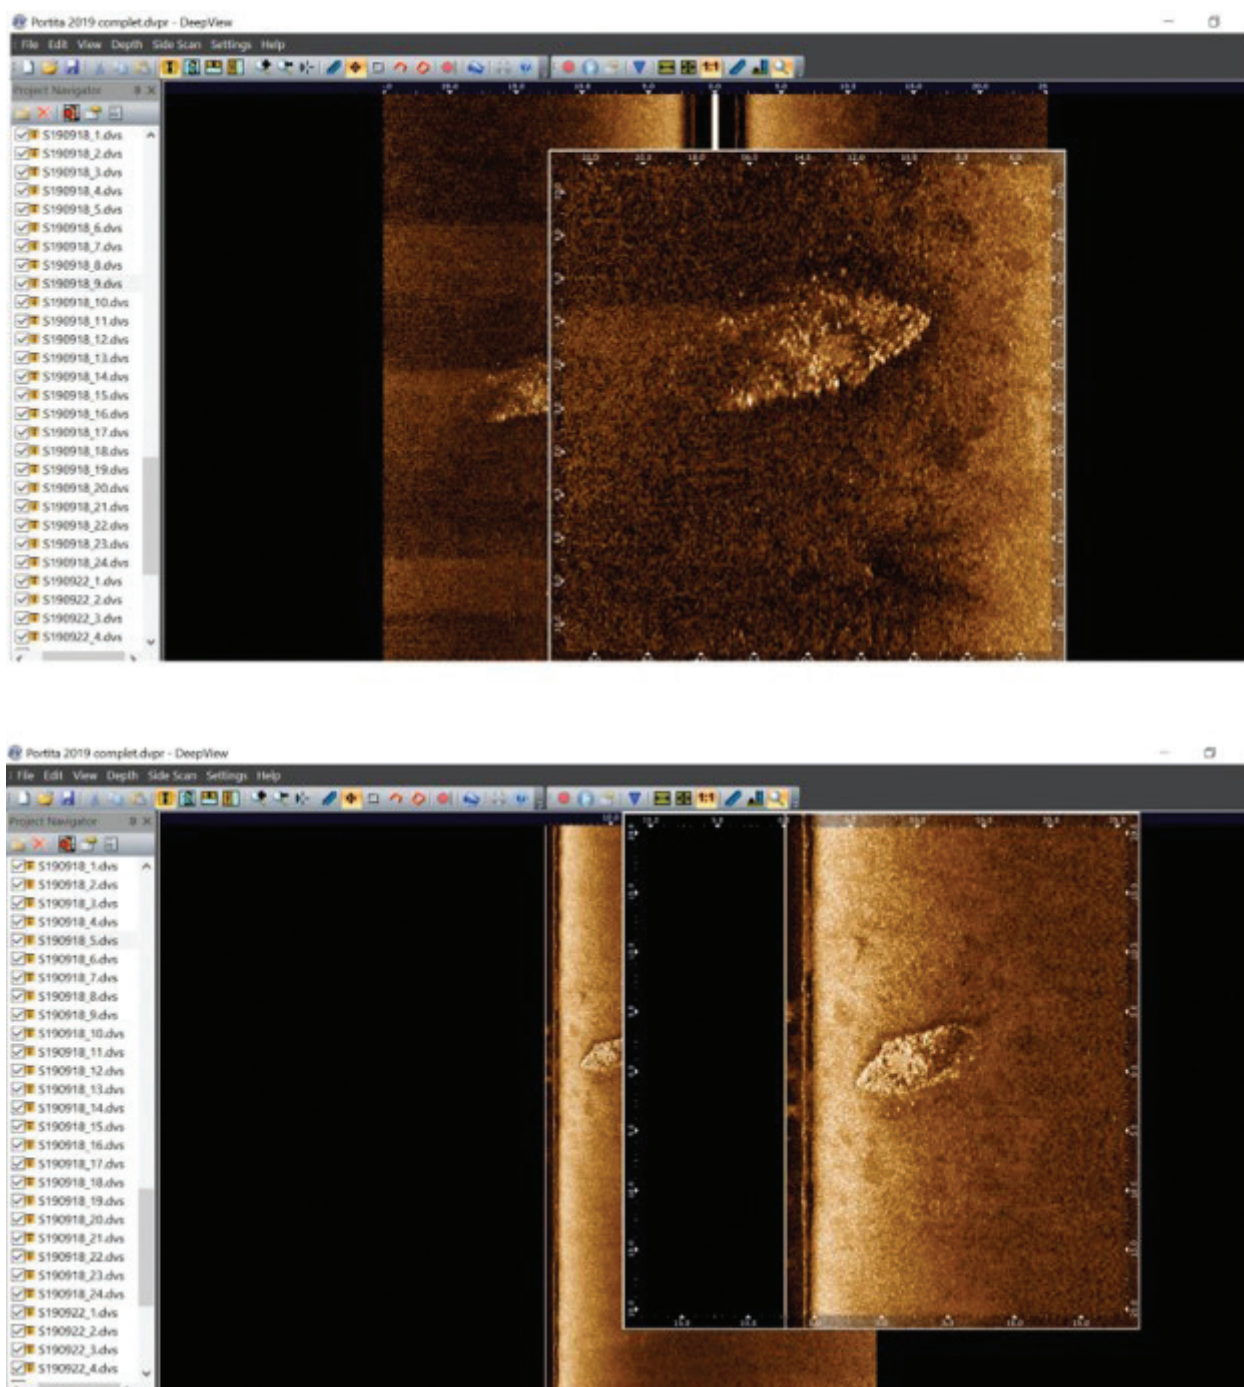 Portita 2019 complet.dvpr - DeepView
File Edit View Depth Side Scan Settings Help
Project Navigator
S190918_1.dvs
S190918_2.dvs
S190918_3.dvs
S190918_4.dvs
S190918_5.dvs
S190918_6.dvs
S190918_7.dvs
S190918_8.dvs
S190918_9.dvs
S190918_10.dvs
S190918_11.dvs
S190918_12.dvs
S190918_13.dvs
S190918_14.dvs
S190918_15.dvs
S190918_16.dvs
S190918_17.dvs
S190918_18.dvs
S190918_19.dvs
S190918_20.dvs
S190918_21.dvs
S190918_22.dvs
S190918_23.dvs
S190918_24.dvs
S190922_1.dvs
S190922_2.dvs
S190922_3.dvs
S190922_4.dvs
Portita 2019 complet.dvpr - DeepView
File Edit View Depth Side Scan Settings Help
Project Navigator
S190918_1.dvs
S190918_2.dvs
S190918_3.dvs
S190918_4.dvs
S190918_5.dvs
S190918_6.dvs
S190918_7.dvs
S190918_8.dvs
S190918_9.dvs
S190918_10.dvs
S190918_11.dvs
S190918_12.dvs
S190918_13.dvs
S190918_14.dvs
S190918_15.dvs
S190918_16.dvs
S190918_17.dvs
S190918_18.dvs
S190918_19.dvs
S190918_20.dvs
S190918_21.dvs
S190918_22.dvs
S190918_23.dvs
S190918_24.dvs
S190922_1.dvs
S190922_2.dvs
S190922_3.dvs
S190922_4.dvs